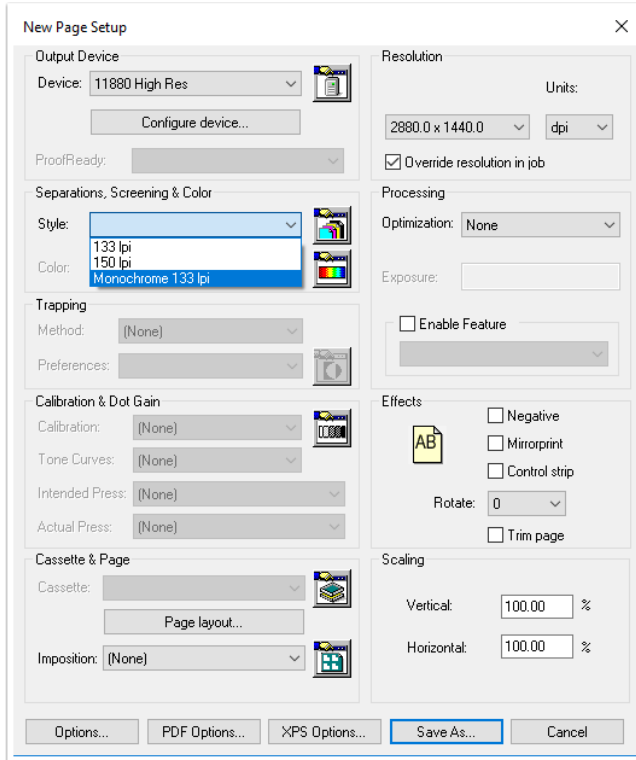 New Page Setup
Output Device
Device: 11880 High Res
Configure device...
ProofReady:
Separations, Screening & Color
Style:
133 lpi
150 lpi
Monochrome 133 lpi
Color:
Trapping
Method: (None)
Preferences:
Calibration & Dot Gain
Calibration: (None)
Tone Curves: (None)
Intended Press: (None)
Actual Press: (None)
Cassette & Page
Cassette:
Page layout...
Imposition: (None)
Resolution
Units:
2880.0 x 1440.0 dpi
Override resolution in job
Processing
Optimization: None
Exposure:
Enable Feature
Effects
AB
Negative
Mirrorprint
Control strip
Rotate: 0
Trim page
Scaling
Vertical: 100.00 %
Horizontal: 100.00 %
Options... PDF Options... XPS Options... Save As... Cancel